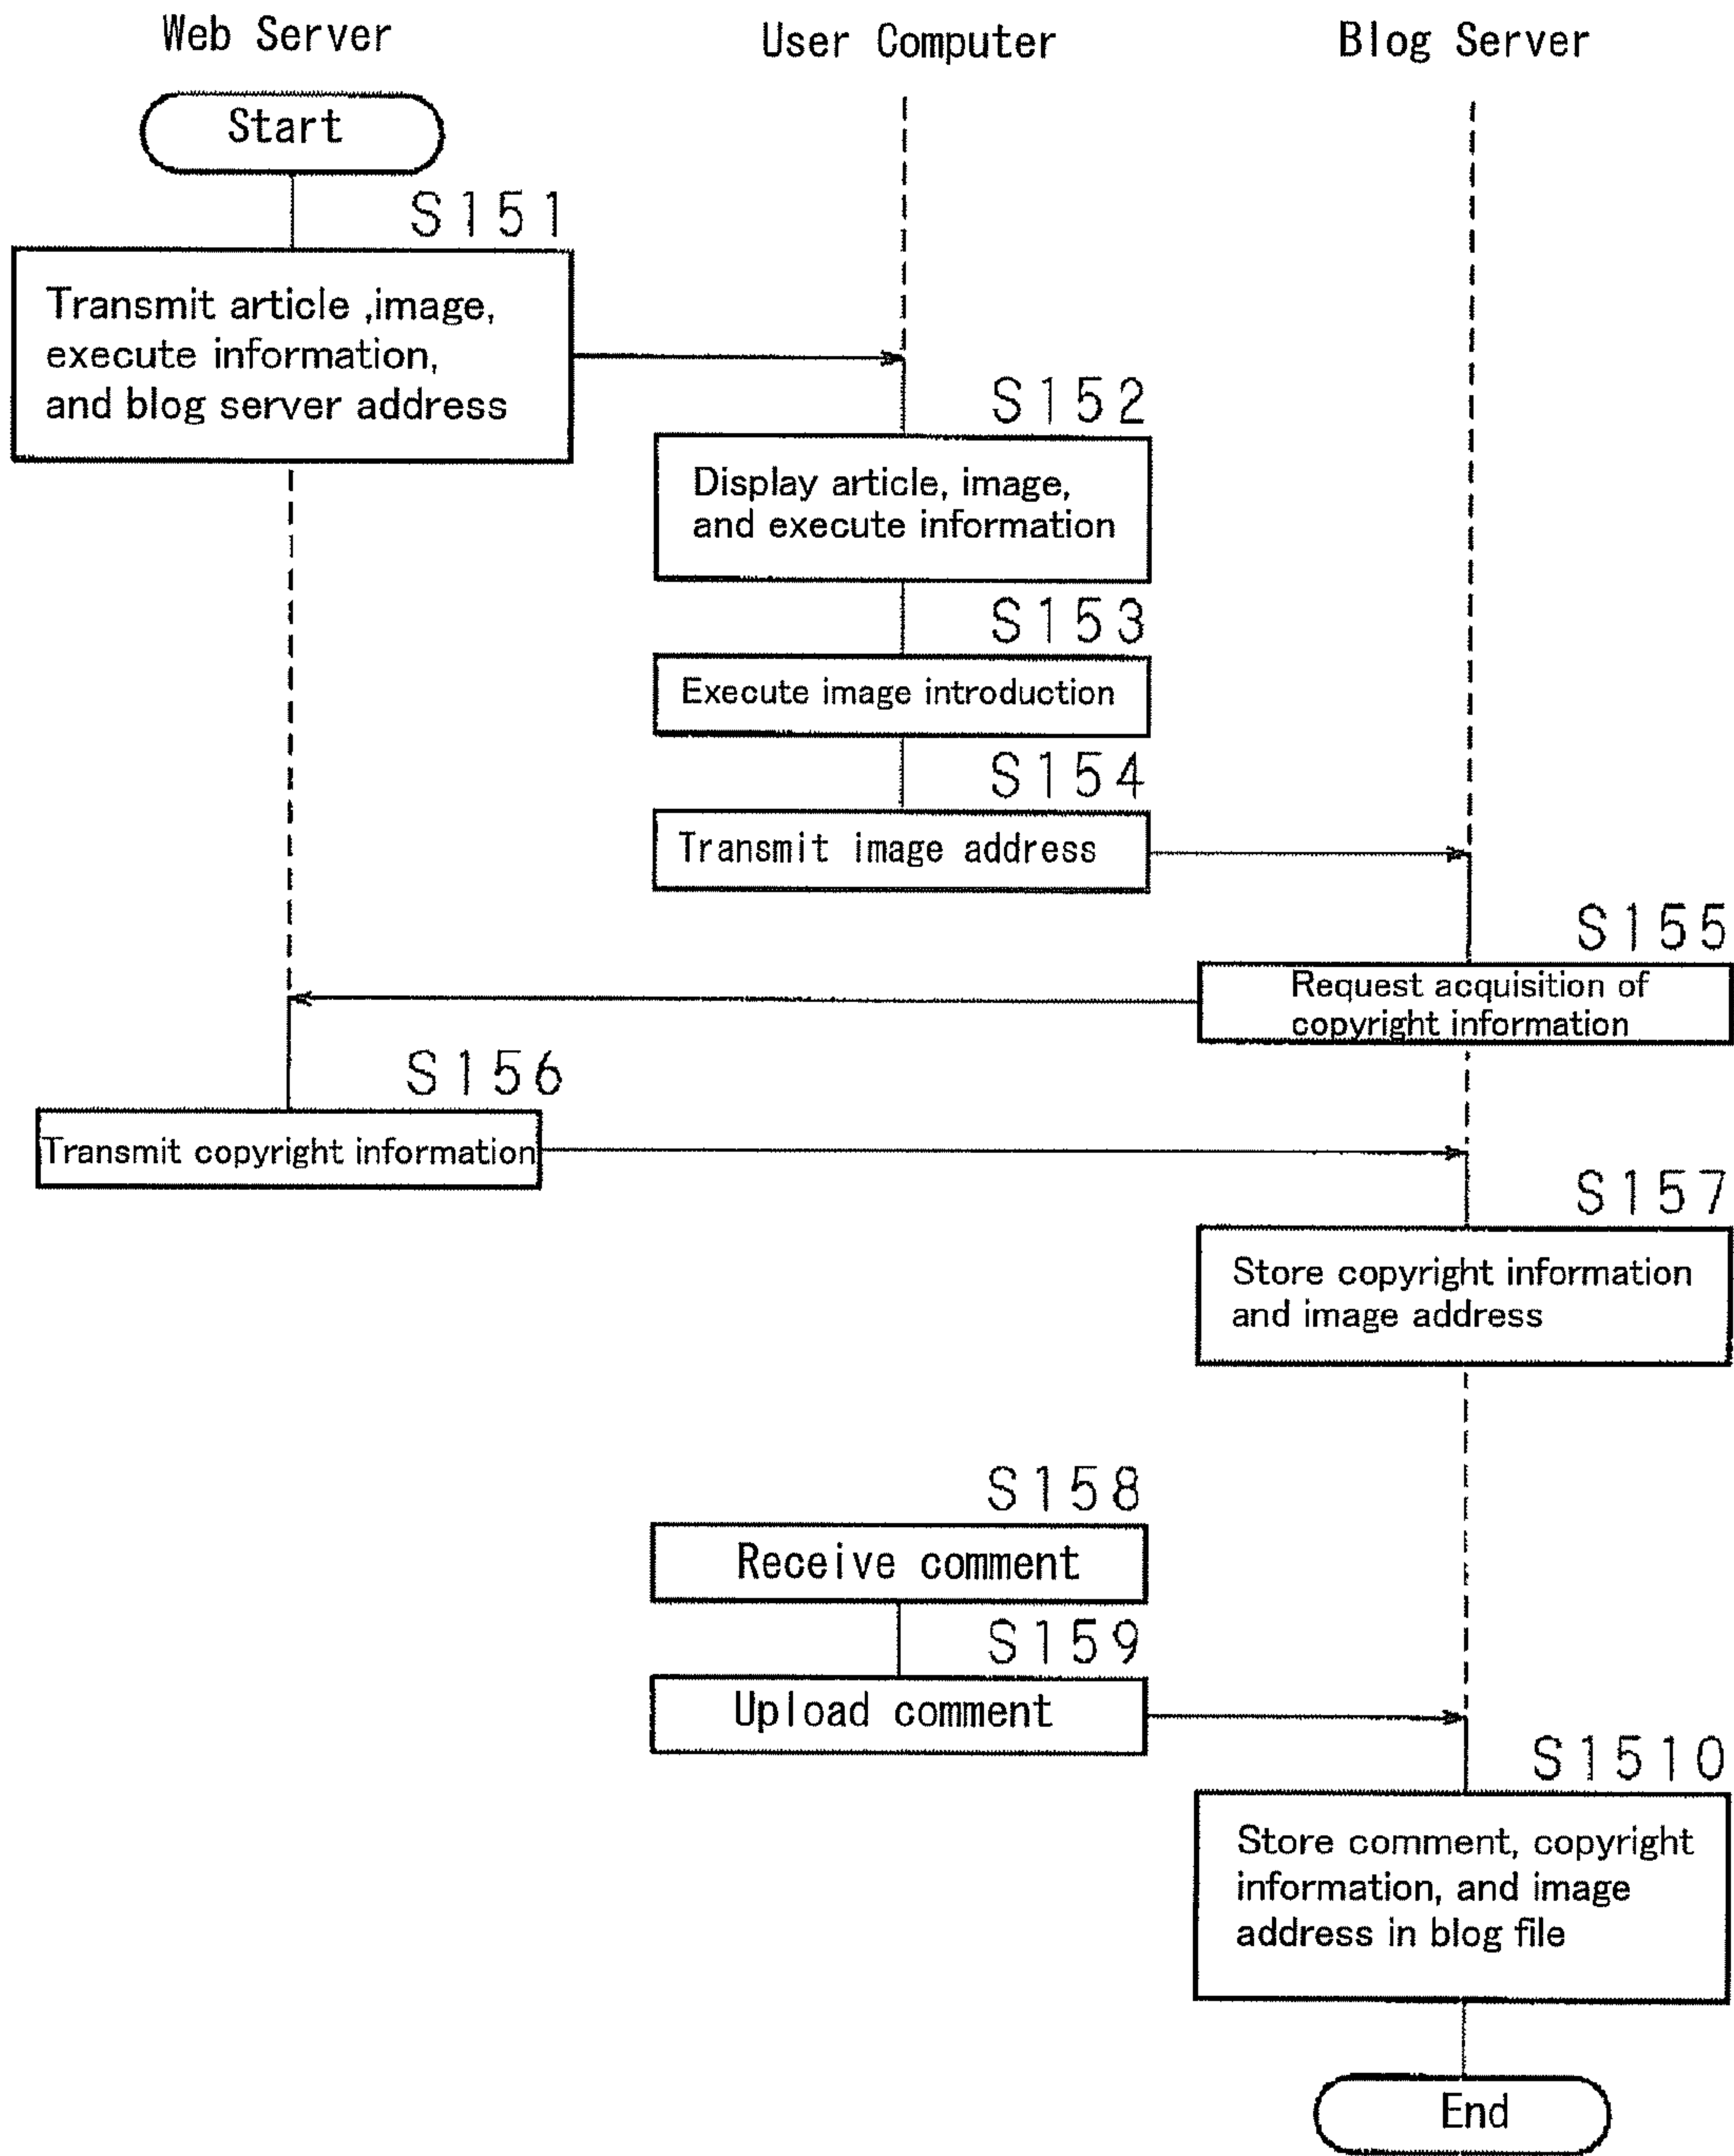 Web Server
User Computer
Blog Server
Start
S151
Transmit article ,image,
execute information,
and blog server address
S152
Display article, image,
and execute information
S153
Execute image introduction
S154
Transmit image address
S155
Request acquisition of
copyright information
S156
Transmit copyright information
S157
Store copyright information
and image address
S158
Receive comment
S159
Upload comment
S1510
Store comment, copyright
information, and image
address in blog file
End